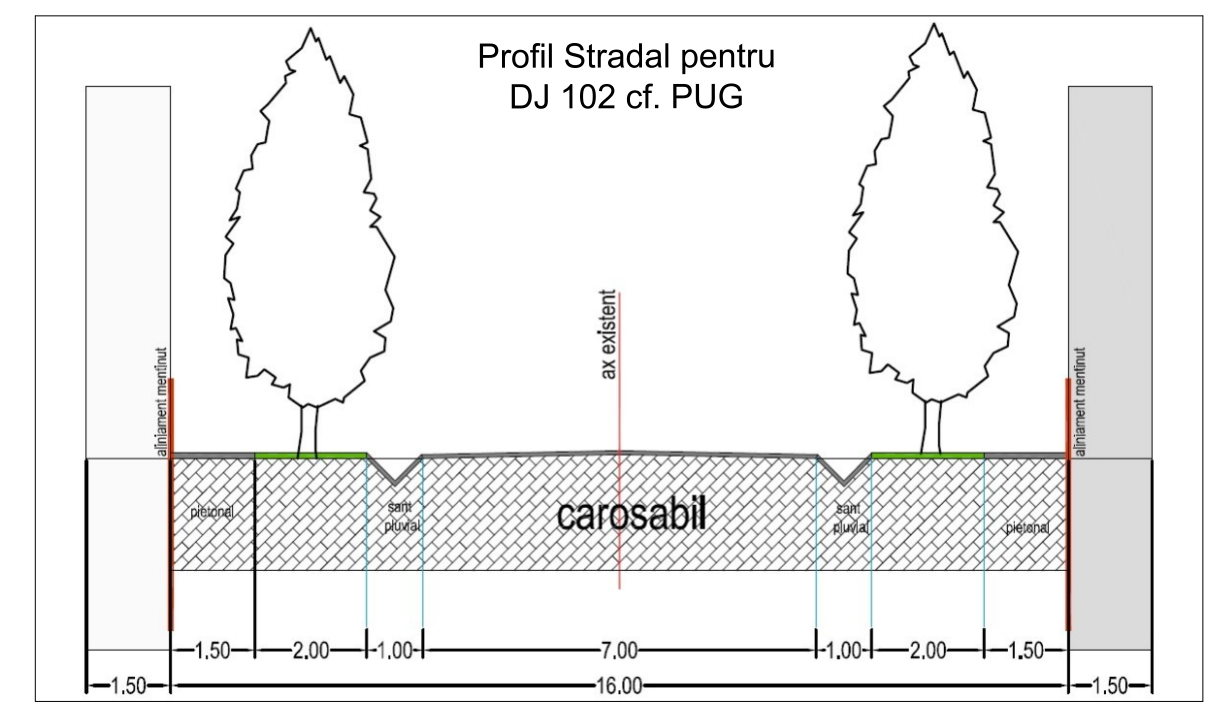 Profil Stradal pentru
DJ 102 cf. PUG
ax existent
aliniament mentinut
aliniament mentinut
pietonal
sant
pluvial
carosabil
sant
pluvial
pietonal
1.50
2.00
1.00
7.00
1.00
2.00
1.50
1.50
16.00
1.50